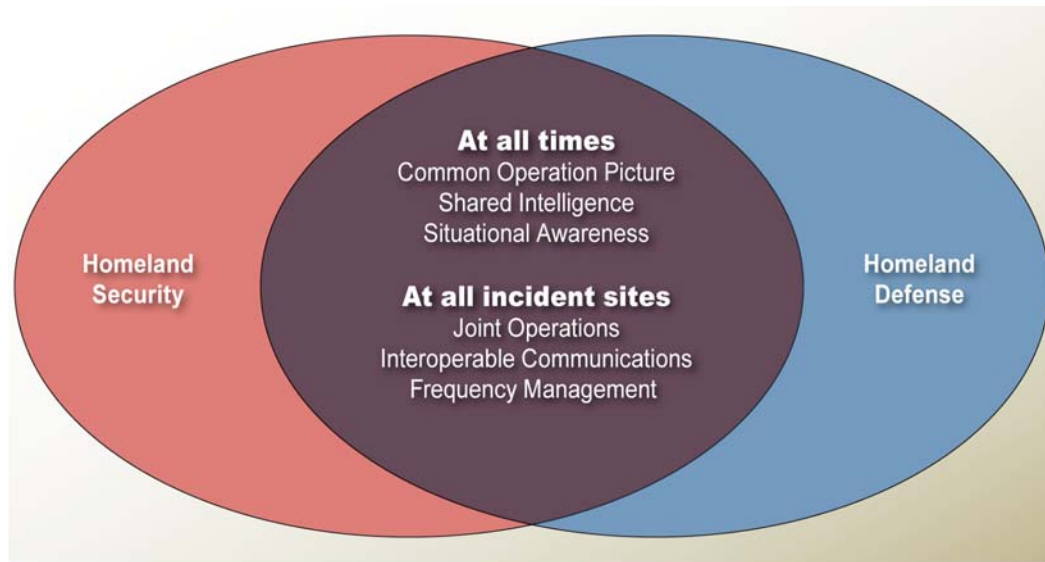 Homeland
Security
At all times
Common Operation Picture
Shared Intelligence
Situational Awareness
At all incident sites
Joint Operations
Interoperable Communications
Frequency Management
Homeland
Defense